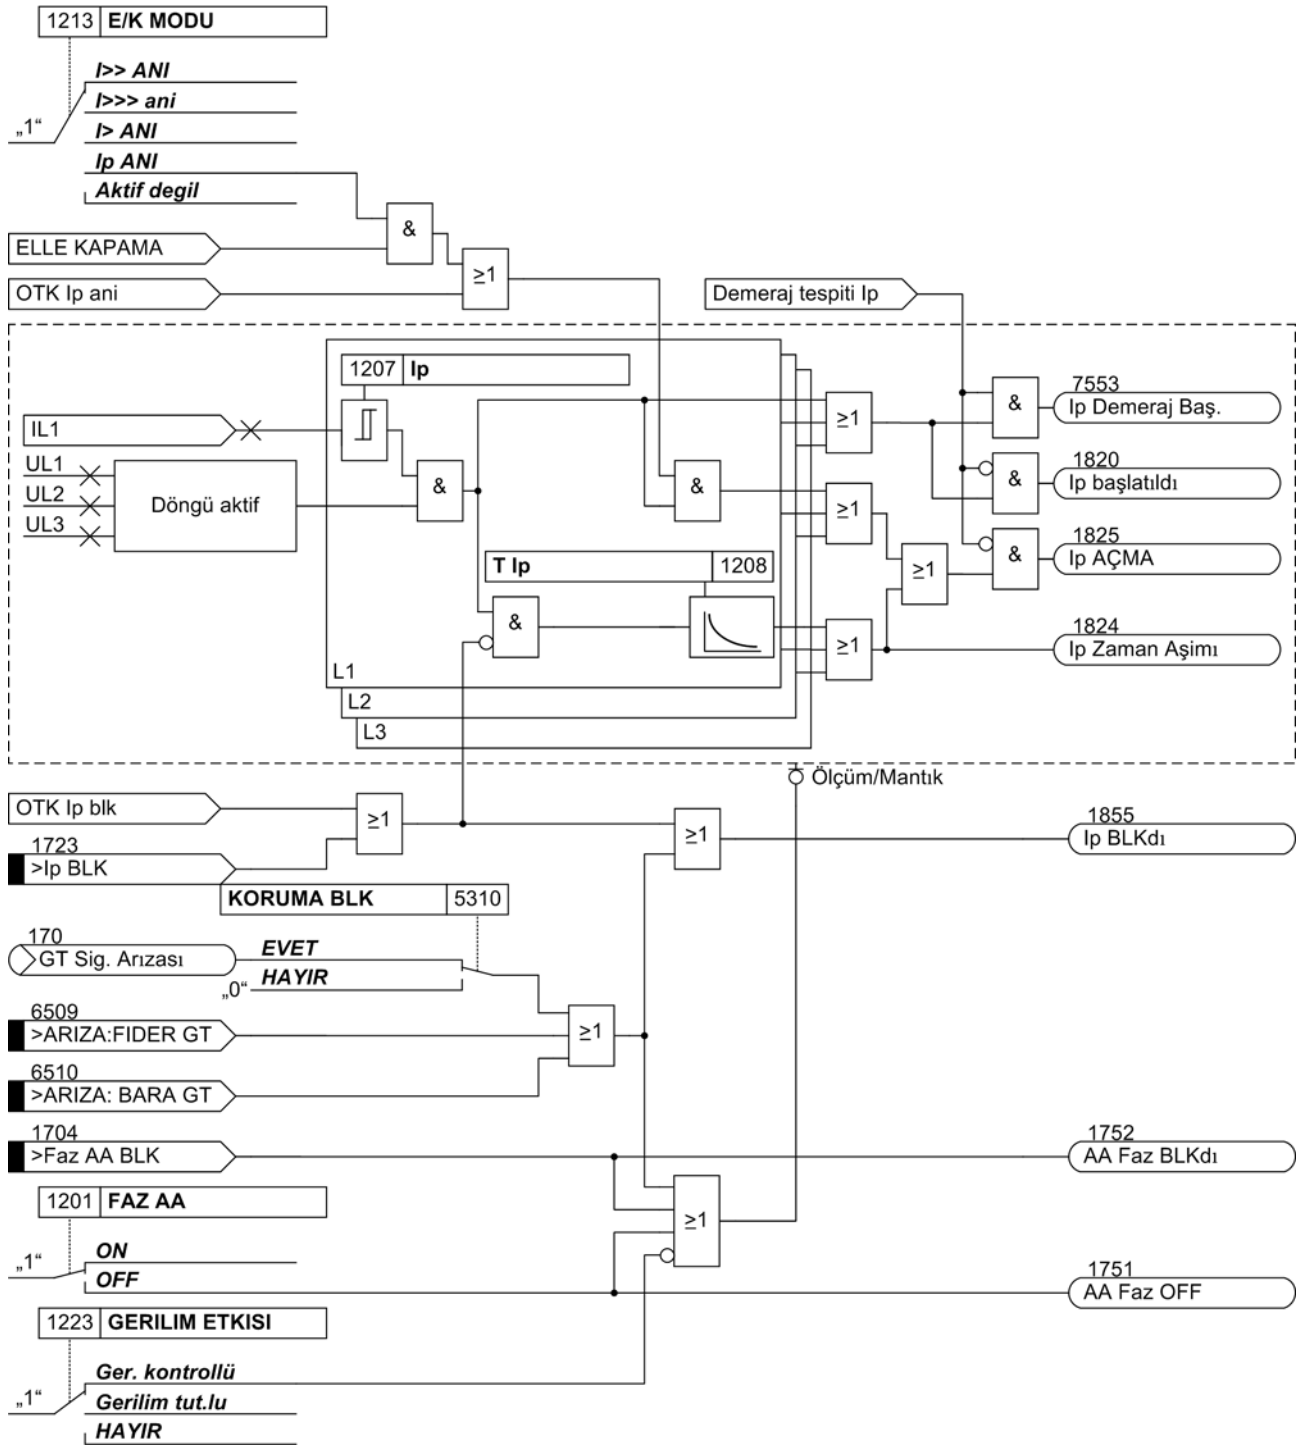 1213 E/K MODU
I>> ANI
I>>> ani
„1“
I> ANI
Ip ANI
Aktif degil
&
ELLE KAPAMA
≥1
OTK Ip ani
Demeraj tespiti Ip
1207 Ip
7553
& Ip Demeraj Baş.
≥1
IL1
UL1
UL2
UL3
Döngü aktif
&
&
1820
& Ip başlatıldı
≥1
1825
& Ip AÇMA
≥1
T Ip 1208
&
≥1
1824
Ip Zaman Aşimı
L1
L2
L3
Ölçüm/Mantık
OTK Ip blk
≥1
≥1
1855
Ip BLKdı
1723
>Ip BLK
KORUMA BLK 5310
170
GT Sig. Arızası
EVET
„0“ HAYIR
6509
>ARIZA:FIDER GT
≥1
6510
>ARIZA: BARA GT
1704
>Faz AA BLK
1752
AA Faz BLKdı
1201 FAZ AA
≥1
ON
„1“
OFF
1751
AA Faz OFF
1223 GERILIM ETKISI
Ger. kontrollü
„1“
Gerilim tut.lu
HAYIR